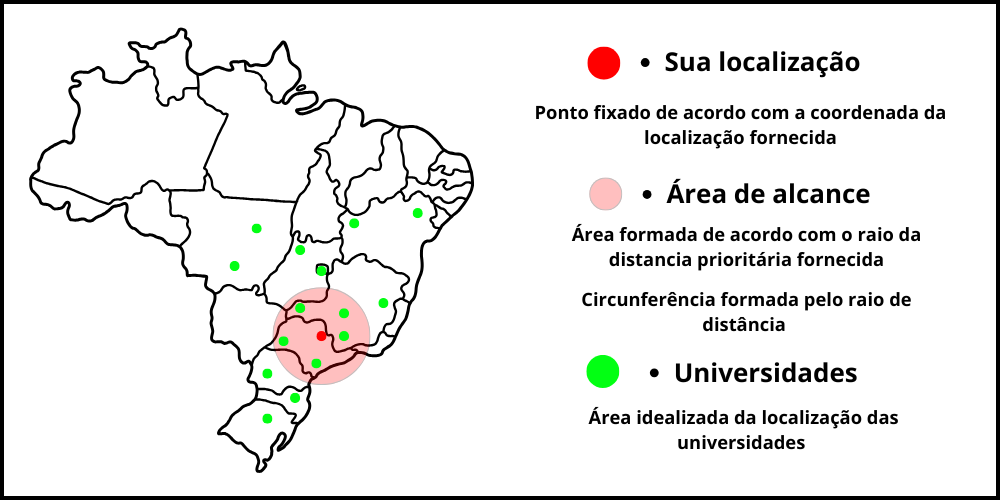 • Sua localização
Ponto fixado de acordo com a coordenada da
localização fornecida
• Área de alcance
Área formada de acordo com o raio da
distancia prioritária fornecida
Circunferência formada pelo raio de
distância
• Universidades
Área idealizada da localização das
universidades